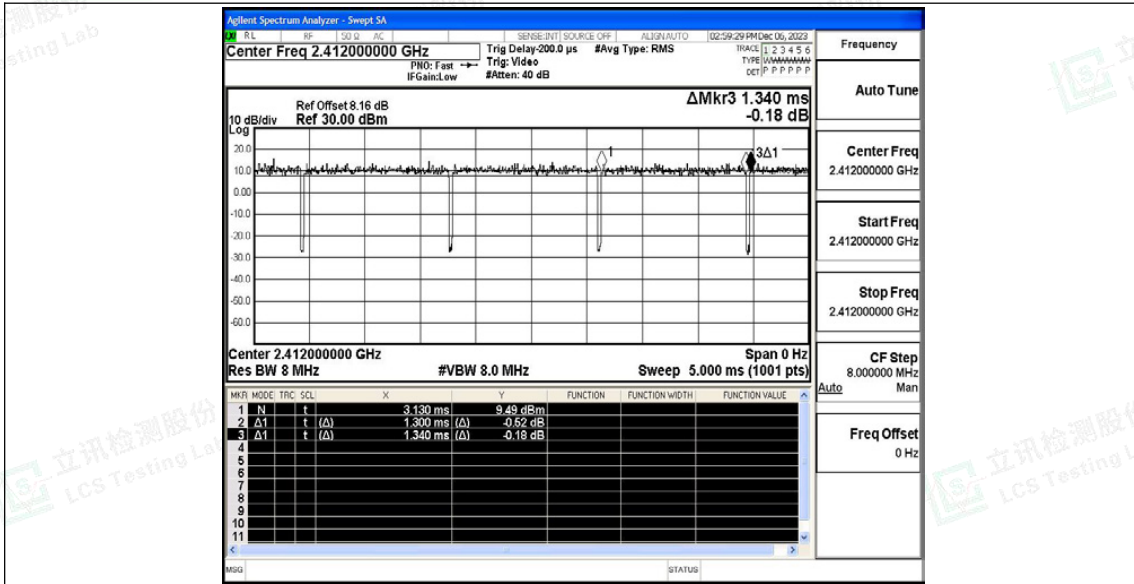 Agilent Spectrum Analyzer - Swept SA
RL RF 50 Ω AC SENSE:INT SOURCE OFF ALIGNAUTO 02:59:29 PM Dec 06, 2023
Center Freq 2.412000000 GHz
PNO: Fast
IFGain:Low
Trig Delay-200.0 µs #Avg Type: RMS
Trig: Video
#Atten: 40 dB
TRACE 1 2 3 4 5 6
TYPE
DET P P P P P P
ΔMkr3 1.340 ms
-0.18 dB
Ref Offset 8.16 dB
10 dB/div Ref 30.00 dBm
Log
20.0
10.0
0.00
-10.0
-20.0
-30.0
-40.0
-50.0
-60.0
1
3Δ1
Center 2.412000000 GHz Span 0 Hz
Res BW 8 MHz #VBW 8.0 MHz Sweep 5.000 ms (1001 pts)
MKR MODE TRC SCL X Y FUNCTION FUNCTION WIDTH FUNCTION VALUE
1 N t 3.130 ms 9.49 dBm
2 Δ1 t (Δ) 1.300 ms (Δ) -0.62 dB
3 Δ1 t (Δ) 1.340 ms (Δ) -0.18 dB
4
5
6
7
8
9
10
11
MSG STATUS
Frequency
Auto Tune
Center Freq
2.412000000 GHz
Start Freq
2.412000000 GHz
Stop Freq
2.412000000 GHz
CF Step
8.000000 MHz
Auto Man
Freq Offset
0 Hz
立讯检测股份
LCS Testing Lab
立讯检测股份
LCS Testing L